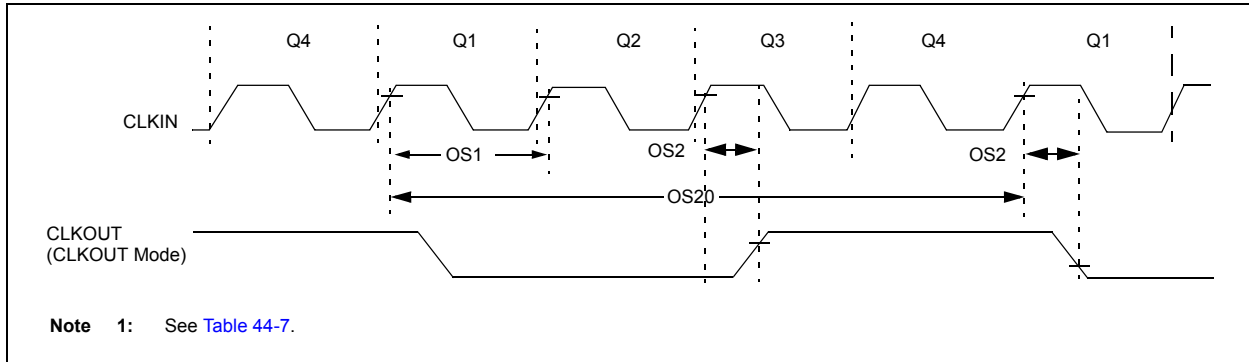 Q4 Q1 Q2 Q3 Q4 Q1
CLKIN
OS1 OS2 OS2
OS20
CLKOUT
(CLKOUT Mode)
Note 1: See Table 44-7.